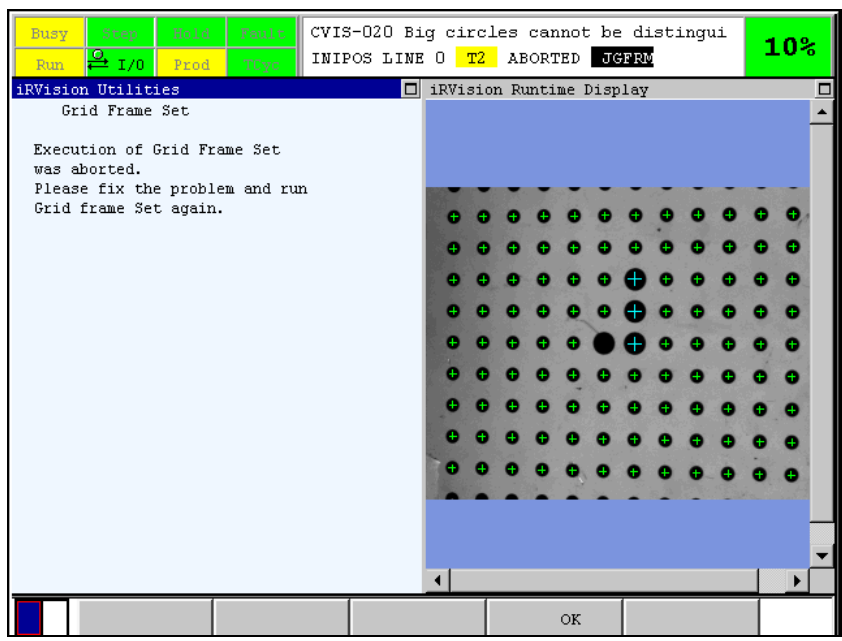 Busy Step Hold Fault
Run I/O Prod TCyc
CVIS-020 Big circles cannot be distingui
INIPOS LINE 0 T2 ABORTED JGFRM
10%
iRVision Utilities
Grid Frame Set
Execution of Grid Frame Set
was aborted.
Please fix the problem and run
Grid frame Set again.
iRVision Runtime Display
OK